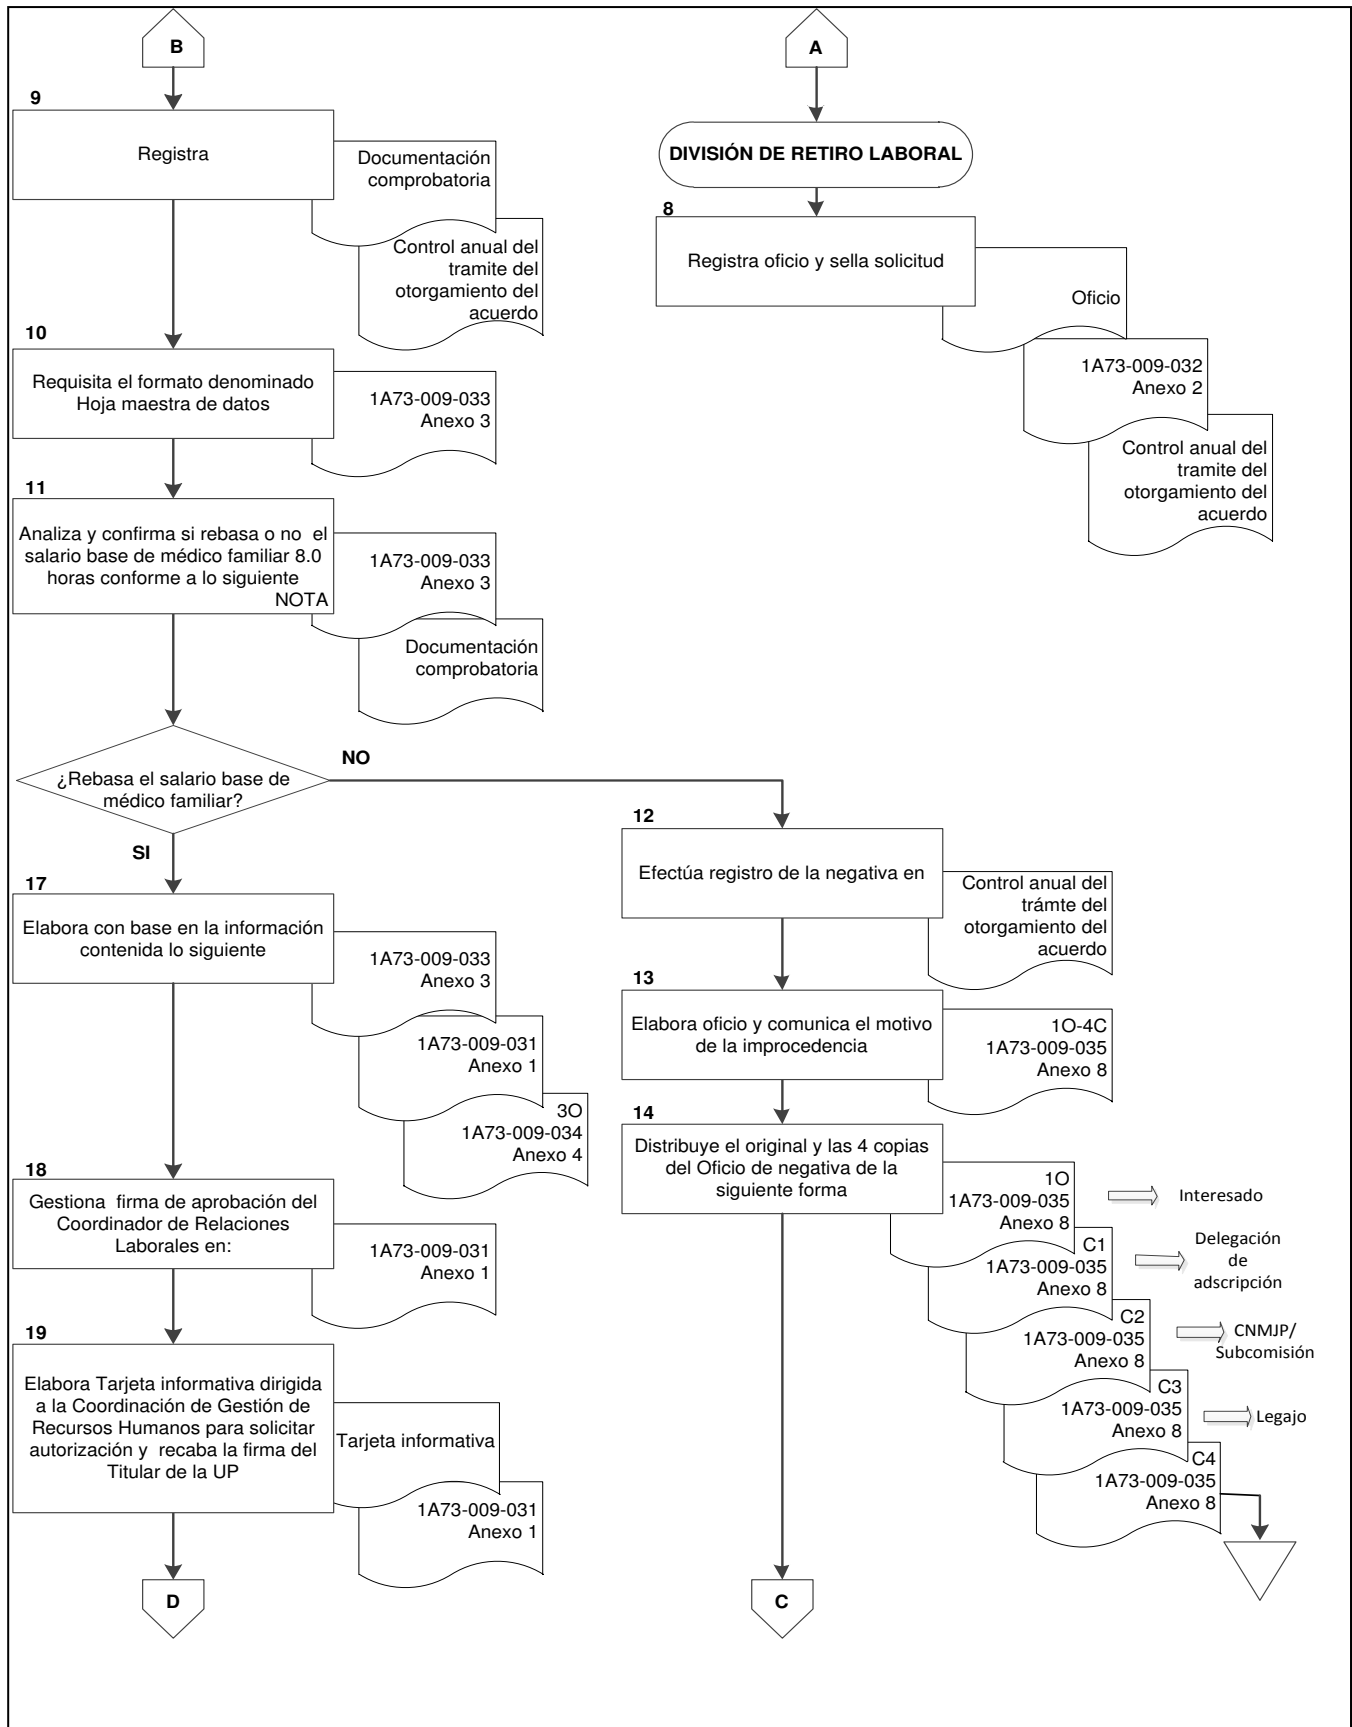 B
9
Registra
Documentación
comprobatoria
Control anual del
tramite del
otorgamiento del
acuerdo
10
Requisita el formato denominado
Hoja maestra de datos
1A73-009-033
Anexo 3
11
Analiza y confirma si rebasa o no el
salario base de médico familiar 8.0
horas conforme a lo siguiente
NOTA
1A73-009-033
Anexo 3
Documentación
comprobatoria
¿Rebasa el salario base de
médico familiar?
NO
SI
17
Elabora con base en la información
contenida lo siguiente
1A73-009-033
Anexo 3
1A73-009-031
Anexo 1
3O
1A73-009-034
Anexo 4
18
Gestiona firma de aprobación del
Coordinador de Relaciones
Laborales en:
1A73-009-031
Anexo 1
19
Elabora Tarjeta informativa dirigida
a la Coordinación de Gestión de
Recursos Humanos para solicitar
autorización y recaba la firma del
Titular de la UP
Tarjeta informativa
1A73-009-031
Anexo 1
D
A
DIVISIÓN DE RETIRO LABORAL
8
Registra oficio y sella solicitud
Oficio
1A73-009-032
Anexo 2
Control anual del
tramite del
otorgamiento del
acuerdo
12
Efectúa registro de la negativa en
Control anual del
trámte del
otorgamiento del
acuerdo
13
Elabora oficio y comunica el motivo
de la improcedencia
1O-4C
1A73-009-035
Anexo 8
14
Distribuye el original y las 4 copias
del Oficio de negativa de la
siguiente forma
1O
1A73-009-035
Anexo 8
Interesado
C1
1A73-009-035
Anexo 8
Delegación
de
adscripción
C2
1A73-009-035
Anexo 8
CNMJP/
Subcomisión
C3
1A73-009-035
Anexo 8
Legajo
C4
1A73-009-035
Anexo 8
C